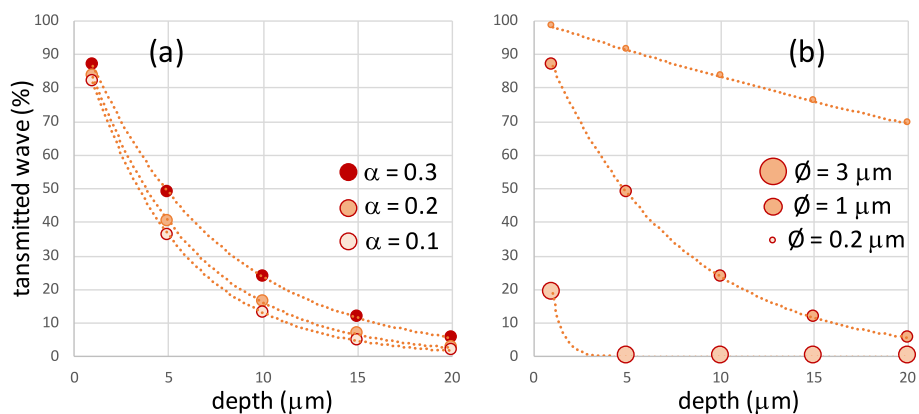 (a)
tansmitted wave (%)
100
90
80
70
60
50
40
30
20
10
0
α = 0.3
α = 0.2
α = 0.1
0 5 10 15 20
depth (μm)
(b)
100
90
80
70
60
50
40
30
20
10
0
Ø = 3 μm
Ø = 1 μm
Ø = 0.2 μm
0 5 10 15 20
depth (μm)